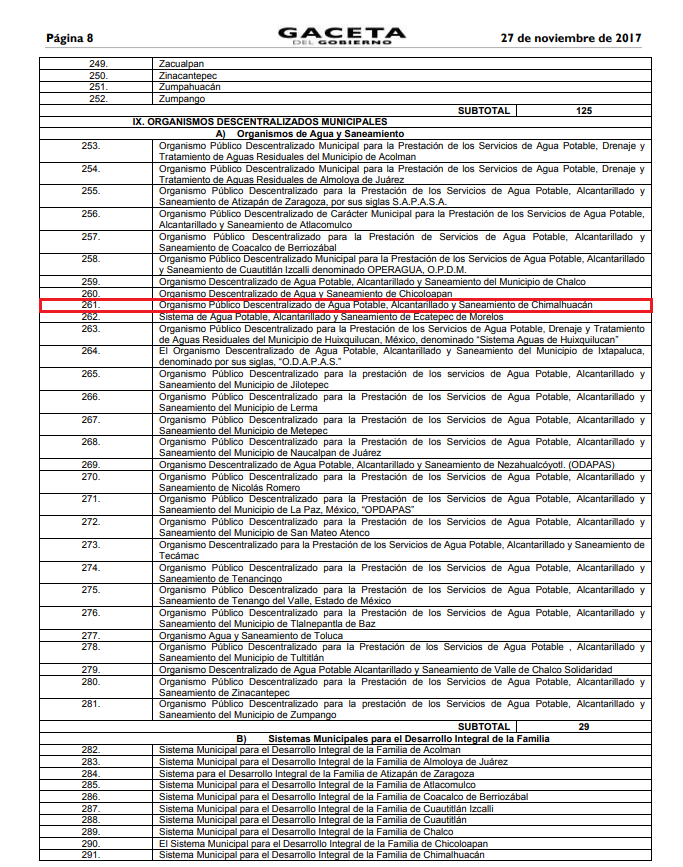 Página 8
GACETA
DEL GOBIERNO
27 de noviembre de 2017
249. Zacualpan
250. Zinacantepec
251. Zumpahuacán
252. Zumpango
SUBTOTAL 125
IX. ORGANISMOS DESCENTRALIZADOS MUNICIPALES
A) Organismos de Agua y Saneamiento
253. Organismo Público Descentralizado Municipal para la Prestación de los Servicios de Agua Potable, Drenaje y
Tratamiento de Aguas Residuales del Municipio de Acolman
254. Organismo Público Descentralizado Municipal para la Prestación de los Servicios de Agua Potable, Drenaje y
Tratamiento de Aguas Residuales de Almoloya de Juárez
255. Organismo Público Descentralizado para la Prestación de los Servicios de Agua Potable, Alcantarillado y
Saneamiento de Atizapán de Zaragoza, por sus siglas S.A.P.A.S.A.
256. Organismo Público Descentralizado de Carácter Municipal para la Prestación de los Servicios de Agua Potable,
Alcantarillado y Saneamiento de Atlacomulco
257. Organismo Público Descentralizado para la Prestación de Servicios de Agua Potable, Alcantarillado y
Saneamiento de Coacalco de Berriozábal
258. Organismo Público Descentralizado Municipal para la Prestación de los Servicios de Agua Potable, Alcantarillado
y Saneamiento de Cuautitlán Izcalli denominado OPERAGUA, O.P.D.M.
259. Organismo Descentralizado de Agua Potable, Alcantarillado y Saneamiento del Municipio de Chalco
260. Organismo Descentralizado de Agua y Saneamiento de Chicoloapan
261. Organismo Público Descentralizado de Agua Potable, Alcantarillado y Saneamiento de Chimalhuacán
262. Sistema de Agua Potable, Alcantarillado y Saneamiento de Ecatepec de Morelos
263. Organismo Público Descentralizado para la Prestación de los Servicios de Agua Potable, Drenaje y Tratamiento
de Aguas Residuales del Municipio de Huixquilucan, México, denominado “Sistema Aguas de Huixquilucan”
264. El Organismo Descentralizado de Agua Potable, Alcantarillado y Saneamiento del Municipio de Ixtapaluca,
denominado por sus siglas, “O.D.A.P.A.S.”
265. Organismo Público Descentralizado para la prestación de los servicios de Agua Potable, Alcantarillado y
Saneamiento del Municipio de Jilotepec
266. Organismo Público Descentralizado para la Prestación de los Servicios de Agua Potable, Alcantarillado y
Saneamiento del Municipio de Lerma
267. Organismo Público Descentralizado para la Prestación de los Servicios de Agua Potable, Alcantarillado y
Saneamiento del Municipio de Metepec
268. Organismo Público Descentralizado para la Prestación de los Servicios de Agua Potable, Alcantarillado y
Saneamiento del Municipio de Naucalpan de Juárez
269. Organismo Descentralizado de Agua Potable, Alcantarillado y Saneamiento de Nezahualcóyotl. (ODAPAS)
270. Organismo Público Descentralizado para la Prestación de los Servicios de Agua Potable, Alcantarillado y
Saneamiento de Nicolás Romero
271. Organismo Público Descentralizado para la Prestación de los Servicios de Agua Potable, Alcantarillado y
Saneamiento del Municipio de La Paz, México, “OPDAPAS”
272. Organismo Público Descentralizado para la Prestación de los Servicios de Agua Potable, Alcantarillado y
Saneamiento del Municipio de San Mateo Atenco
273. Organismo Descentralizado para la Prestación de los Servicios de Agua Potable, Alcantarillado y Saneamiento de
Tecámac
274. Organismo Público Descentralizado para la Prestación de los Servicios de Agua Potable, Alcantarillado y
Saneamiento de Tenancingo
275. Organismo Público Descentralizado para la Prestación de los Servicios de Agua Potable, Alcantarillado y
Saneamiento de Tenango del Valle, Estado de México
276. Organismo Público Descentralizado para la Prestación de los Servicios de Agua Potable, Alcantarillado y
Saneamiento del Municipio de Tlalnepantla de Baz
277. Organismo Agua y Saneamiento de Toluca
278. Organismo Público Descentralizado para la Prestación de los Servicios de Agua Potable , Alcantarillado y
Saneamiento del Municipio de Tultitlán
279. Organismo Descentralizado de Agua Potable Alcantarillado y Saneamiento de Valle de Chalco Solidaridad
280. Organismo Público Descentralizado para la Prestación de los Servicios de Agua Potable, Alcantarillado y
Saneamiento de Zinacantepec
281. Organismo Público Descentralizado para la prestación de los Servicios de Agua Potable, Alcantarillado y
Saneamiento del Municipio de Zumpango
SUBTOTAL 29
B) Sistemas Municipales para el Desarrollo Integral de la Familia
282. Sistema Municipal para el Desarrollo Integral de la Familia de Acolman
283. Sistema Municipal para el Desarrollo Integral de la Familia de Almoloya de Juárez
284. Sistema para el Desarrollo Integral de la Familia de Atizapán de Zaragoza
285. Sistema Municipal para el Desarrollo Integral de la Familia de Atlacomulco
286. Sistema Municipal para el Desarrollo Integral de la Familia de Coacalco de Berriozábal
287. Sistema Municipal para el Desarrollo Integral de la Familia de Cuautitlán Izcalli
288. Sistema Municipal para el Desarrollo Integral de la Familia de Cuautitlán
289. Sistema Municipal para el Desarrollo Integral de la Familia de Chalco
290. El Sistema Municipal para el Desarrollo Integral de la Familia de Chicoloapan
291. Sistema Municipal para el Desarrollo Integral de la Familia de Chimalhuacán